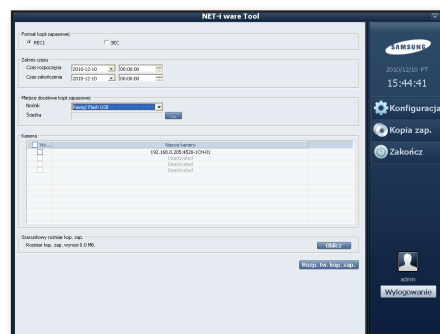 NET-i ware Tool
Format kopii zapasowej
REC1 SEC
Zakres czasu
Czas rozpoczęcia 2010-12-10 00:00:00
Czas zakończenia 2010-12-10 00:00:00
Miejsce docelowe kopii zapasowej
Nośnik Pamięć Flash USB
Ścieżka ...
Kamera
Wy... Nazwa kamery
192.168.0.205:4520-1CH-01
Deactivated
Deactivated
Deactivated
Szacunkowy rozmiar kop. zap.
Rozmiar kop. zap. wynosi 0.0 MB. Oblicz
Rozp. tw. kop. zap.
SAMSUNG
2010/12/10 PT
15:44:41
Konfiguracja
Kopia zap.
Zakończ
admin
Wylogowanie